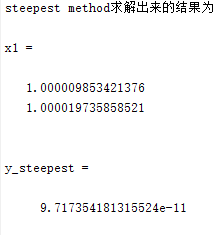 steepest method求解出来的结果为
x1 =
1.000009853421376
1.000019735858521
y_steepest =
9.717354181315524e-11